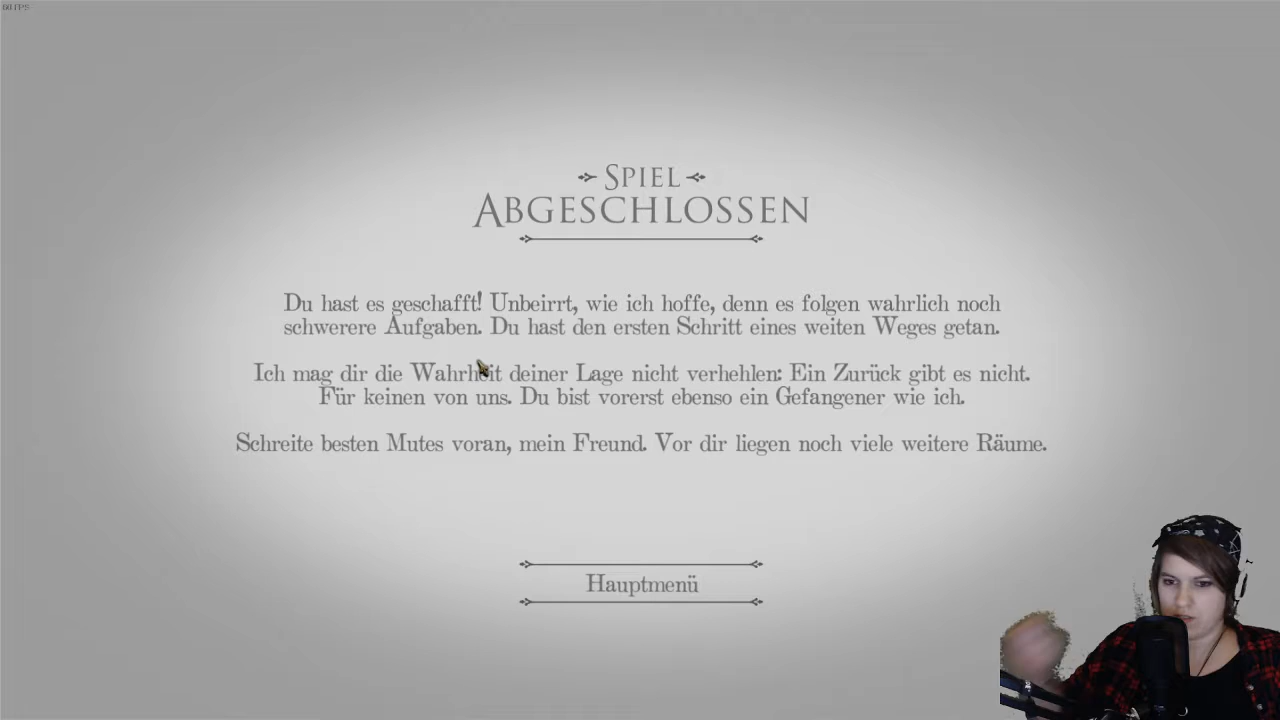 60 FPS
Spiel
Abgeschlossen
Du hast es geschafft! Unbeirrt, wie ich hoffe, denn es folgen wahrlich noch
schwerere Aufgaben. Du hast den ersten Schritt eines weiten Weges getan.
Ich mag dir die Wahrheit deiner Lage nicht verhehlen: Ein Zurück gibt es nicht.
Für keinen von uns. Du bist vorerst ebenso ein Gefangener wie ich.
Schreite besten Mutes voran, mein Freund. Vor dir liegen noch viele weitere Räume.
Hauptmenü